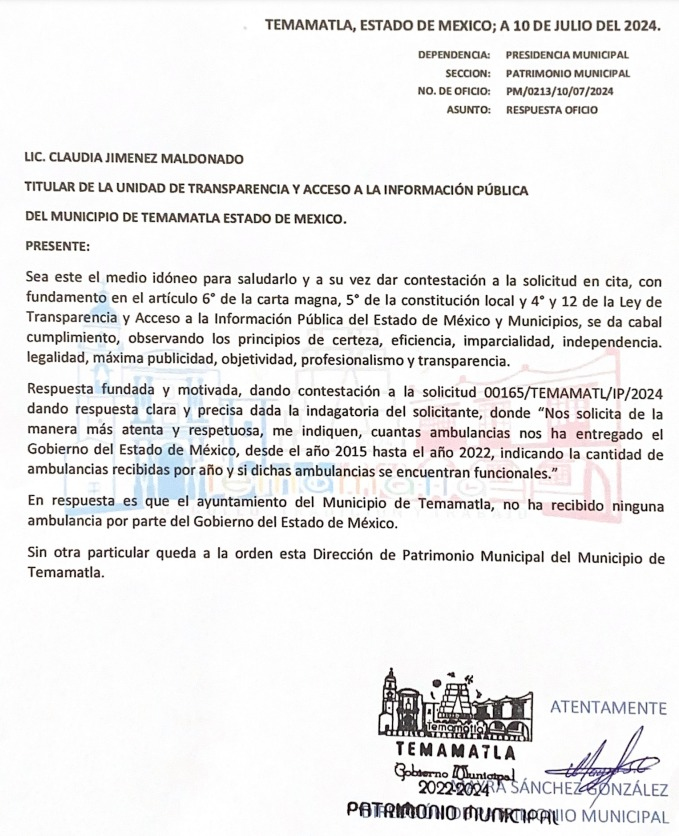 TEMAMATLA, ESTADO DE MEXICO; A 10 DE JULIO DEL 2024.
DEPENDENCIA: PRESIDENCIA MUNICIPAL
SECCION: PATRIMONIO MUNICIPAL
NO. DE OFICIO: PM/0213/10/07/2024
ASUNTO: RESPUESTA OFICIO
LIC. CLAUDIA JIMENEZ MALDONADO
TITULAR DE LA UNIDAD DE TRANSPARENCIA Y ACCESO A LA INFORMACIÓN PÚBLICA
DEL MUNICIPIO DE TEMAMATLA ESTADO DE MEXICO.
PRESENTE:
Sea este el medio idóneo para saludarlo y a su vez dar contestación a la solicitud en cita, con
fundamento en el artículo 6° de la carta magna, 5° de la constitución local y 4° y 12 de la Ley de
Transparencia y Acceso a la Información Pública del Estado de México y Municipios, se da cabal
cumplimiento, observando los principios de certeza, eficiencia, imparcialidad, independencia.
legalidad, máxima publicidad, objetividad, profesionalismo y transparencia.
Respuesta fundada y motivada, dando contestación a la solicitud 00165/TEMAMATL/IP/2024
dando respuesta clara y precisa dada la indagatoria del solicitante, donde “Nos solicita de la
manera más atenta y respetuosa, me indiquen, cuantas ambulancias nos ha entregado el
Gobierno del Estado de México, desde el año 2015 hasta el año 2022, indicando la cantidad de
ambulancias recibidas por año y si dichas ambulancias se encuentran funcionales.”
En respuesta es que el ayuntamiento del Municipio de Temamatla, no ha recibido ninguna
ambulancia por parte del Gobierno del Estado de México.
Sin otra particular queda a la orden esta Dirección de Patrimonio Municipal del Municipio de
Temamatla.
ATENTAMENTE
temamatla
TEMAMATLA
Gobierno Municipal
2022-2024
MAYRA SÁNCHEZ GONZÁLEZ
PATRIMONIO MUNICIPAL
DE PATRIMONIO MUNICIPAL